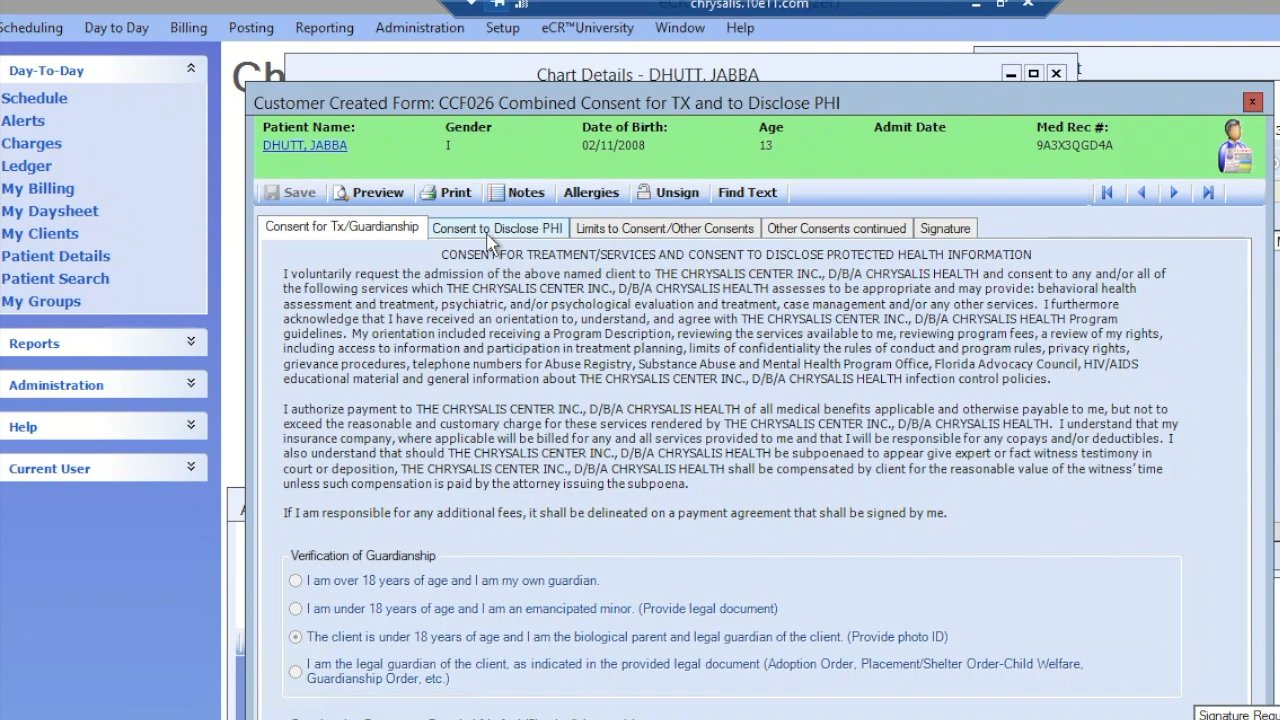 chrysalis.10e11.com
Scheduling Day to Day Billing Posting Reporting Administration Setup eCR™University Window Help
Day-To-Day
Schedule
Alerts
Charges
Ledger
My Billing
My Daysheet
My Clients
Patient Details
Patient Search
My Groups
Reports
Administration
Help
Current User
Ch
Chart Details - DHUTT, JABBA
Customer Created Form: CCF026 Combined Consent for TX and to Disclose PHI
Patient Name: Gender Date of Birth: Age Admit Date Med Rec #:
DHUTT, JABBA I 02/11/2008 13 9A3X3QGD4A
Save Preview Print Notes Allergies Unsign Find Text
Consent for Tx/Guardianship Consent to Disclose PHI Limits to Consent/Other Consents Other Consents continued Signature
CONSENT FOR TREATMENT/SERVICES AND CONSENT TO DISCLOSE PROTECTED HEALTH INFORMATION
I voluntarily request the admission of the above named client to THE CHRYSALIS CENTER INC., D/B/A CHRYSALIS HEALTH and consent to any and/or all of
the following services which THE CHRYSALIS CENTER INC., D/B/A CHRYSALIS HEALTH assesses to be appropriate and may provide: behavioral health
assessment and treatment, psychiatric, and/or psychological evaluation and treatment, case management and/or any other services. I furthermore
acknowledge that I have received an orientation to, understand, and agree with THE CHRYSALIS CENTER INC., D/B/A CHRYSALIS HEALTH Program
guidelines. My orientation included receiving a Program Description, reviewing the services available to me, reviewing program fees, a review of my rights,
including access to information and participation in treatment planning, limits of confidentiality the rules of conduct and program rules, privacy rights,
grievance procedures, telephone numbers for Abuse Registry, Substance Abuse and Mental Health Program Office, Florida Advocacy Council, HIV/AIDS
educational material and general information about THE CHRYSALIS CENTER INC., D/B/A CHRYSALIS HEALTH infection control policies.
I authorize payment to THE CHRYSALIS CENTER INC., D/B/A CHRYSALIS HEALTH of all medical benefits applicable and otherwise payable to me, but not to
exceed the reasonable and customary charge for these services rendered by THE CHRYSALIS CENTER INC., D/B/A CHRYSALIS HEALTH. I understand that my
insurance company, where applicable will be billed for any and all services provided to me and that I will be responsible for any copays and/or deductibles. I
also understand that should THE CHRYSALIS CENTER INC., D/B/A CHRYSALIS HEALTH be subpoenaed to appear give expert or fact witness testimony in
court or deposition, THE CHRYSALIS CENTER INC., D/B/A CHRYSALIS HEALTH shall be compensated by client for the reasonable value of the witness' time
unless such compensation is paid by the attorney issuing the subpoena.
If I am responsible for any additional fees, it shall be delineated on a payment agreement that shall be signed by me.
Verification of Guardianship
I am over 18 years of age and I am my own guardian.
I am under 18 years of age and I am an emancipated minor. (Provide legal document)
The client is under 18 years of age and I am the biological parent and legal guardian of the client. (Provide photo ID)
I am the legal guardian of the client, as indicated in the provided legal document (Adoption Order, Placement/Shelter Order-Child Welfare,
Guardianship Order, etc.)
Signature Requ